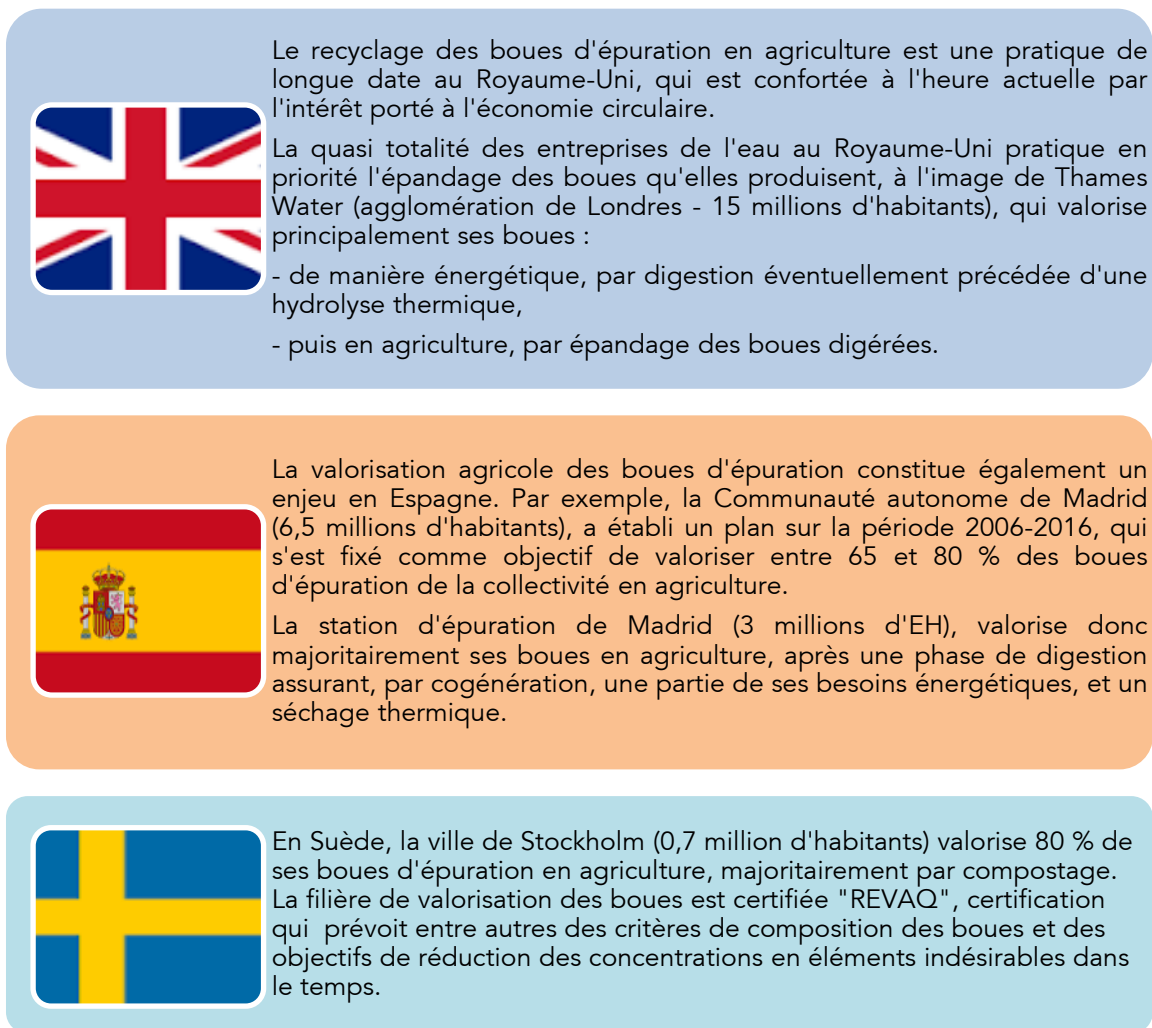 Le recyclage des boues d'épuration en agriculture est une pratique de
longue date au Royaume-Uni, qui est confortée à l'heure actuelle par
l'intérêt porté à l'économie circulaire.
La quasi totalité des entreprises de l'eau au Royaume-Uni pratique en
priorité l'épandage des boues qu'elles produisent, à l'image de Thames
Water (agglomération de Londres - 15 millions d'habitants), qui valorise
principalement ses boues :
- de manière énergétique, par digestion éventuellement précédée d'une
hydrolyse thermique,
- puis en agriculture, par épandage des boues digérées.
La valorisation agricole des boues d'épuration constitue également un
enjeu en Espagne. Par exemple, la Communauté autonome de Madrid
(6,5 millions d'habitants), a établi un plan sur la période 2006-2016, qui
s'est fixé comme objectif de valoriser entre 65 et 80 % des boues
d'épuration de la collectivité en agriculture.
La station d'épuration de Madrid (3 millions d'EH), valorise donc
majoritairement ses boues en agriculture, après une phase de digestion
assurant, par cogénération, une partie de ses besoins énergétiques, et un
séchage thermique.
En Suède, la ville de Stockholm (0,7 million d'habitants) valorise 80 % de
ses boues d'épuration en agriculture, majoritairement par compostage.
La filière de valorisation des boues est certifiée "REVAQ", certification
qui  prévoit entre autres des critères de composition des boues et des
objectifs de réduction des concentrations en éléments indésirables dans
le temps.